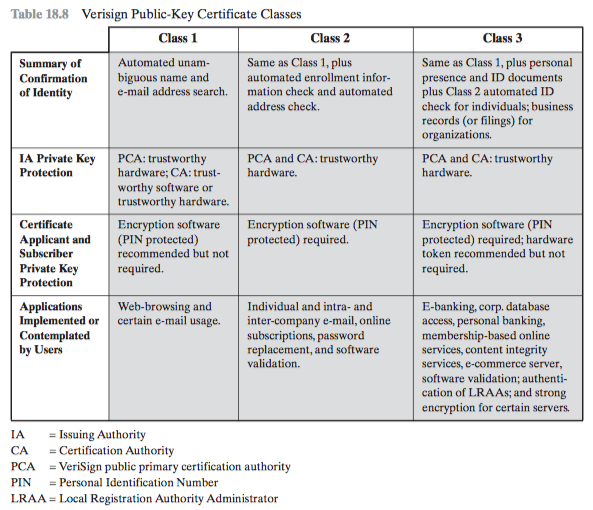 Table 18.8 Verisign Public-Key Certificate Classes
Class 1 Class 2 Class 3
Summary of
Confirmation
of Identity
Automated unam-
biguous name and
e-mail address search.
Same as Class 1, plus
automated enrollment infor-
mation check and automated
address check.
Same as Class 1, plus personal
presence and ID documents
plus Class 2 automated ID
check for individuals; business
records (or filings) for
organizations.
IA Private Key
Protection
PCA: trustworthy
hardware; CA: trust-
worthy software or
trustworthy hardware.
PCA and CA: trustworthy
hardware.
PCA and CA: trustworthy
hardware.
Certificate
Applicant and
Subscriber
Private Key
Protection
Encryption software
(PIN protected)
recommended but not
required.
Encryption software (PIN
protected) required.
Encryption software (PIN
protected) required; hardware
token recommended but not
required.
Applications
Implemented or
Contemplated
by Users
Web-browsing and
certain e-mail usage.
Individual and intra- and
inter-company e-mail, online
subscriptions, password
replacement, and software
validation.
E-banking, corp. database
access, personal banking,
membership-based online
services, content integrity
services, e-commerce server,
software validation; authenti-
cation of LRAAs; and strong
encryption for certain servers.
IA = Issuing Authority
CA = Certification Authority
PCA = VeriSign public primary certification authority
PIN = Personal Identification Number
LRAA = Local Registration Authority Administrator